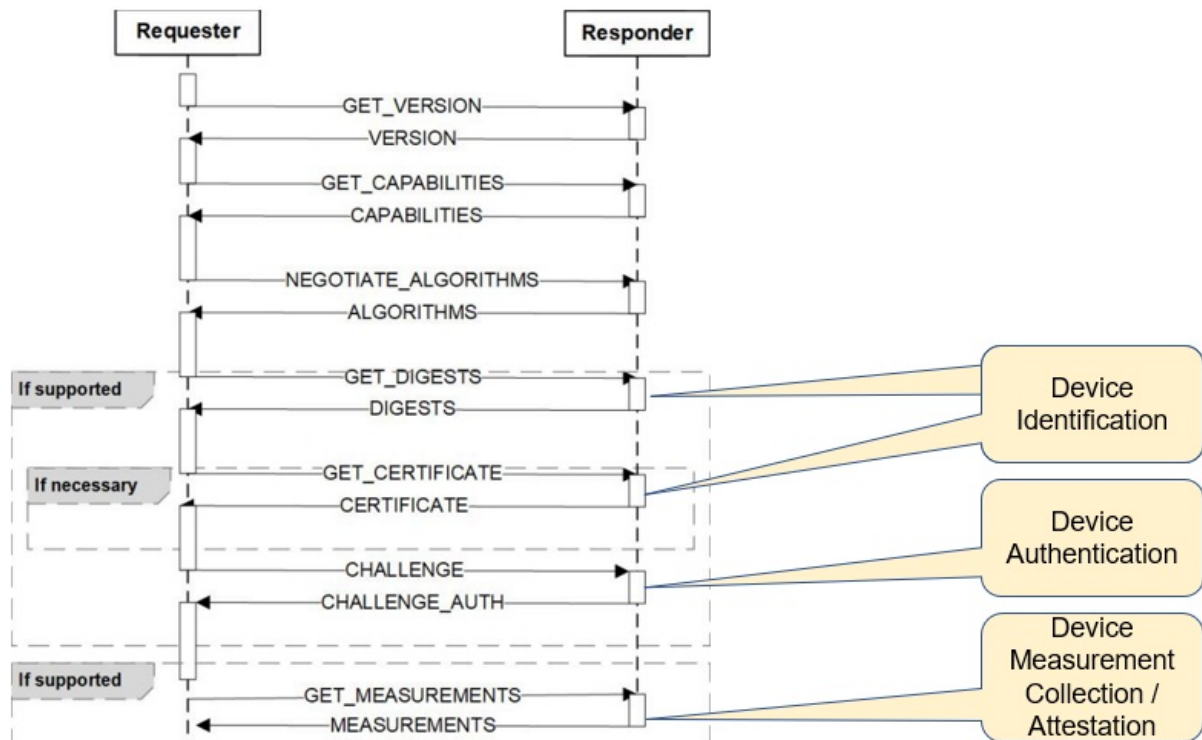 Requester
Responder
GET_VERSION
VERSION
GET_CAPABILITIES
CAPABILITIES
NEGOTIATE_ALGORITHMS
ALGORITHMS
If supported
GET_DIGESTS
DIGESTS
Device
Identification
If necessary
GET_CERTIFICATE
CERTIFICATE
Device
Authentication
CHALLENGE
CHALLENGE_AUTH
If supported
GET_MEASUREMENTS
MEASUREMENTS
Device
Measurement
Collection /
Attestation